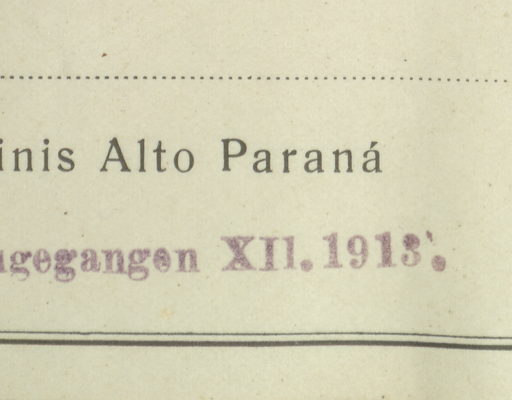 inis Alto Paraná
ugegangen XII. 1913.